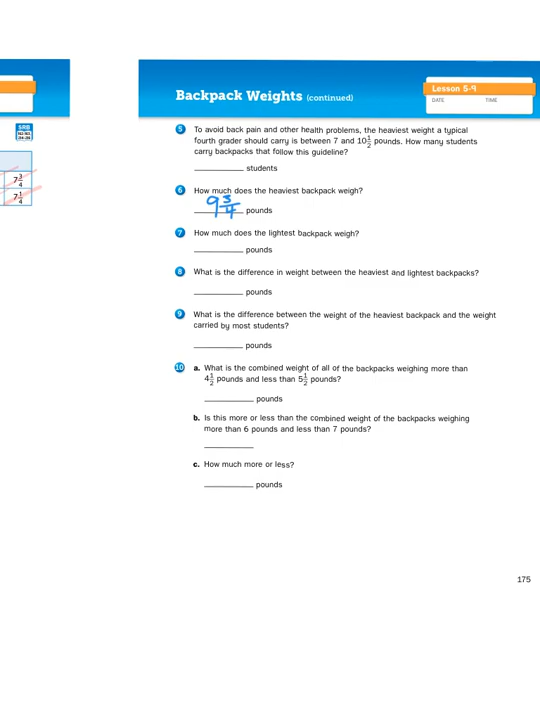 Backpack Weights (continued)
Lesson 5-9
DATE TIME
SRB
7 3/4
7 1/4
5 To avoid back pain and other health problems, the heaviest weight a typical
fourth grader should carry is between 7 and 10 1/2 pounds. How many students
carry backpacks that follow this guideline?
__________ students
6 How much does the heaviest backpack weigh?
9 3/4 pounds
7 How much does the lightest backpack weigh?
__________ pounds
8 What is the difference in weight between the heaviest and lightest backpacks?
__________ pounds
9 What is the difference between the weight of the heaviest backpack and the weight
carried by most students?
__________ pounds
10 a. What is the combined weight of all of the backpacks weighing more than
4 1/2 pounds and less than 5 1/2 pounds?
__________ pounds
b. Is this more or less than the combined weight of the backpacks weighing
more than 6 pounds and less than 7 pounds?
__________
c. How much more or less?
__________ pounds
175